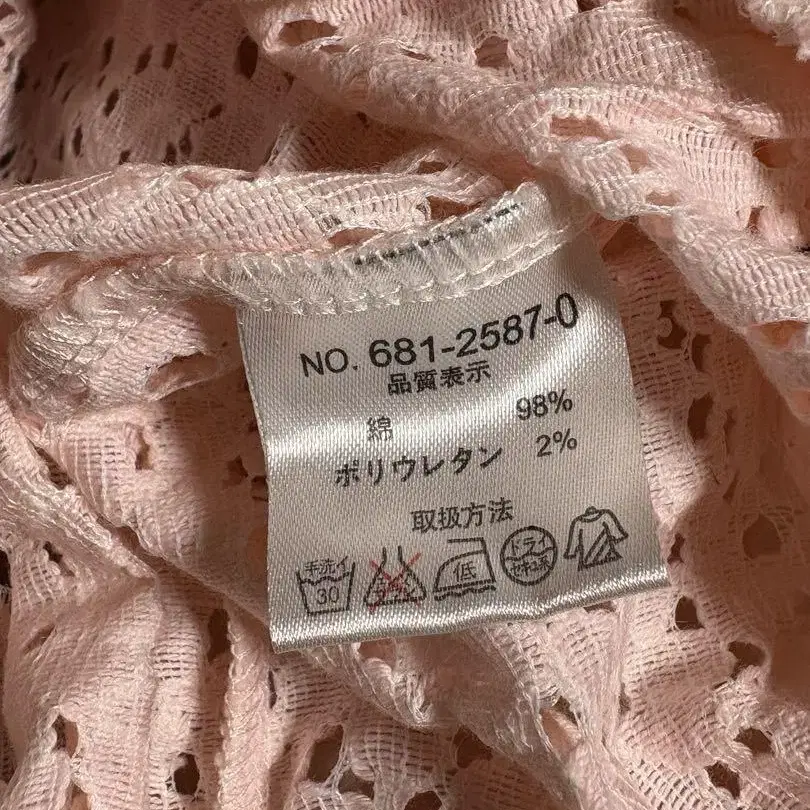 NO. 681-2587-0
品質表示
綿 98%
ポリウレタン 2%
取扱方法
手洗イ 30 低 ドライ セキユ系